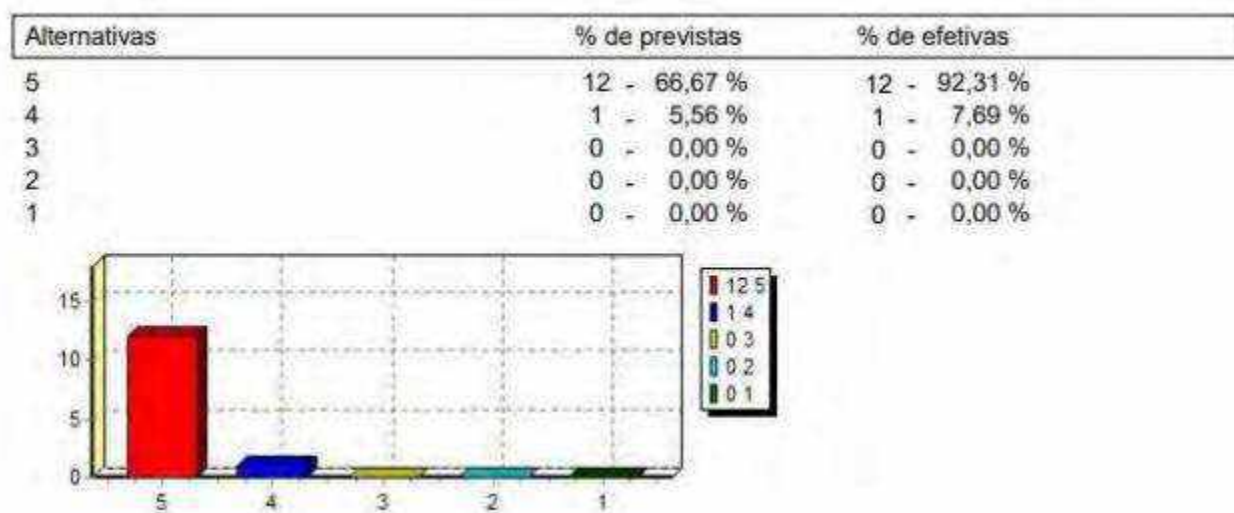 Alternativas % de previstas % de efetivas
5 12 - 66,67 % 12 - 92,31 %
4 1 - 5,56 % 1 - 7,69 %
3 0 - 0,00 % 0 - 0,00 %
2 0 - 0,00 % 0 - 0,00 %
1 0 - 0,00 % 0 - 0,00 %
15
10
5
0
5 4 3 2 1
12 5
1 4
0 3
0 2
0 1